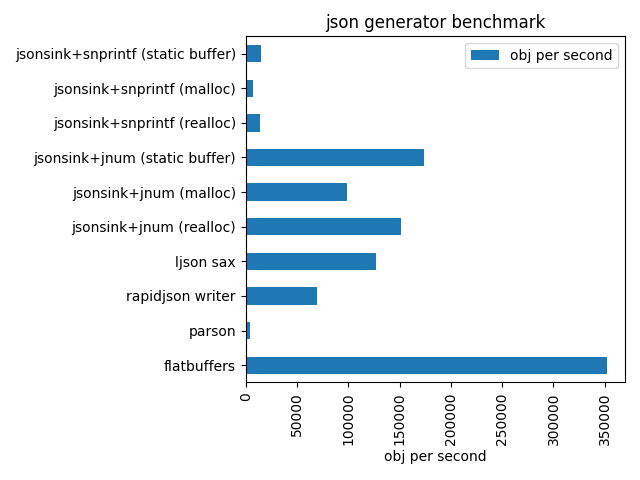 json generator benchmark
obj per second
jsonsink+snprintf (static buffer)
jsonsink+snprintf (malloc)
jsonsink+snprintf (realloc)
jsonsink+jnum (static buffer)
jsonsink+jnum (malloc)
jsonsink+jnum (realloc)
ljson sax
rapidjson writer
parson
flatbuffers
0
50000
100000
150000
200000
250000
300000
350000
obj per second